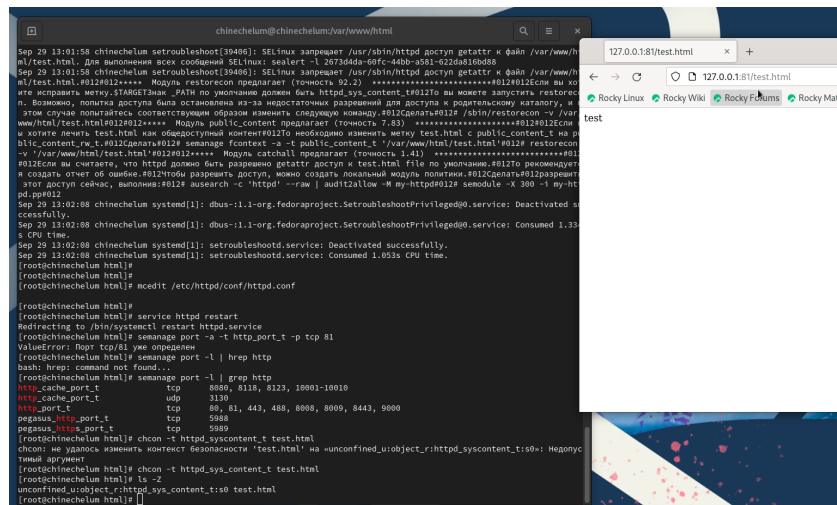 chinechelum@chinechelum:/var/www/html
Sep 29 13:01:58 chinechelum setroubleshoot[39406]: SELinux запрещает /usr/sbin/httpd доступ getattr к файл /var/www/ht
ml/test.html. Для выполнения всех сообщений SELinux: sealert -l 2673d4da-60fc-44bb-a581-622da816bd88
Sep 29 13:01:58 chinechelum setroubleshoot[39406]: SELinux запрещает /usr/sbin/httpd доступ getattr к файл /var/www/ht
ml/test.html.#012#012***** Модуль restorecon предлагает (точность 92.2) ************************#012#012Если вы хот
ите исправить метку.$TARGETЗнак _PATH по умолчанию должен быть httpd_sys_content_t#012То вы можете запустить restoreco
n. Возможно, попытка доступа была остановлена из-за недостаточных разрешений для доступа к родительскому каталогу, и в
этом случае попытайтесь соответствующим образом изменить следующую команду.#012Сделать#012# /sbin/restorecon -v /var/
www/html/test.html#012#012***** Модуль public_content предлагает (точность 7.83) **********************#012#012Если в
ы хотите лечить test.html как общедоступный контент#012То необходимо изменить метку test.html с public_content_t на pu
blic_content_rw_t.#012Сделать#012# semanage fcontext -a -t public_content_t '/var/www/html/test.html'#012# restorecon
-v '/var/www/html/test.html'#012#012***** Модуль catchall предлагает (точность 1.41) **************************#012
#012Если вы считаете, что httpd должно быть разрешено getattr доступ к test.html file по умолчанию.#012То рекомендуетс
я создать отчет об ошибке.#012Чтобы разрешить доступ, можно создать локальный модуль политики.#012Сделать#012разрешить
этот доступ сейчас, выполнив:#012# ausearch -c 'httpd' --raw | audit2allow -M my-httpd#012# semodule -X 300 -i my-htt
pd.pp#012
Sep 29 13:02:08 chinechelum systemd[1]: dbus-:1.1-org.fedoraproject.SetroubleshootPrivileged@0.service: Deactivated su
ccessfully.
Sep 29 13:02:08 chinechelum systemd[1]: dbus-:1.1-org.fedoraproject.SetroubleshootPrivileged@0.service: Consumed 1.334
s CPU time.
Sep 29 13:02:08 chinechelum systemd[1]: setroubleshootd.service: Deactivated successfully.
Sep 29 13:02:08 chinechelum systemd[1]: setroubleshootd.service: Consumed 1.053s CPU time.
[root@chinechelum html]#
[root@chinechelum html]#
[root@chinechelum html]# mcedit /etc/httpd/conf/httpd.conf
[root@chinechelum html]#
[root@chinechelum html]# service httpd restart
Redirecting to /bin/systemctl restart httpd.service
[root@chinechelum html]# semanage port -a -t http_port_t -p tcp 81
ValueError: Порт tcp/81 уже определен
[root@chinechelum html]# semanage port -l | hrep http
bash: hrep: command not found...
[root@chinechelum html]# semanage port -l | grep http
http_cache_port_t tcp 8080, 8118, 8123, 10001-10010
http_cache_port_t udp 3130
http_port_t tcp 80, 81, 443, 488, 8008, 8009, 8443, 9000
pegasus_http_port_t tcp 5988
pegasus_https_port_t tcp 5989
[root@chinechelum html]# chcon -t httpd_syscontent_t test.html
chcon: не удалось изменить контекст безопасности 'test.html' на «unconfined_u:object_r:httpd_syscontent_t:s0»: Недопус
тимый аргумент
[root@chinechelum html]# chcon -t httpd_sys_content_t test.html
[root@chinechelum html]# ls -Z
unconfined_u:object_r:httpd_sys_content_t:s0 test.html
[root@chinechelum html]#
127.0.0.1:81/test.html
127.0.0.1:81/test.html
Rocky Linux Rocky Wiki Rocky Forums Rocky Mat
test